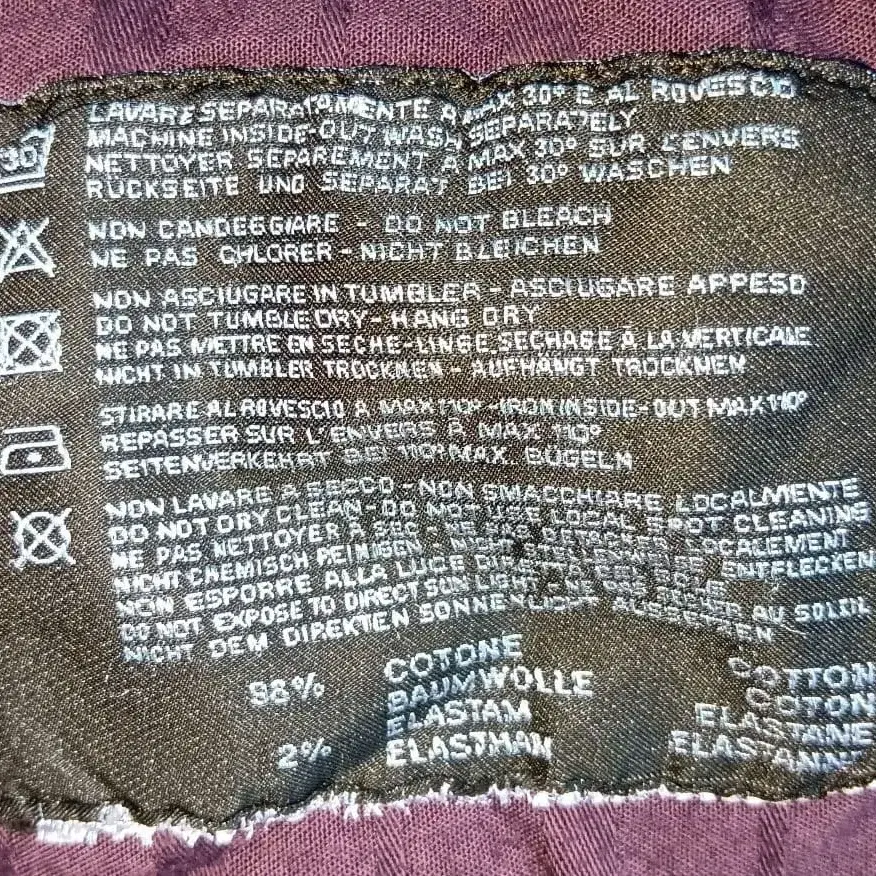 30
LAVARE SEPARATAMENTE A MAX 30° E AL ROVESCIO
MACHINE INSIDE-OUT WASH SEPARATELY
NETTOYER SEPAREMENT A MAX 30° SUR L'ENVERS
RÜCKSEITE UND SEPARAT BEI 30° WASCHEN
NON CANDEGGIARE - DO NOT BLEACH
NE PAS CHLORER - NICHT BLEICHEN
NON ASCIUGARE IN TUMBLER - ASCIUGARE APPESO
DO NOT TUMBLE DRY - HANG DRY
NE PAS METTRE EN SECHE-LINGE SECHAGE À LA VERTICALE
NICHT IN TUMBLER TROCKNEN - AUFHANGT TROCKNEN
STIRARE AL ROVESCIO A MAX 110° - IRON INSIDE-OUT MAX 110°
REPASSER SUR L'ENVERS À MAX 110°
SEITENVERKEHRT BEI 110° MAX. BÜGELN
NON LAVARE A SECCO - NON SMACCHIARE LOCALMENTE
DO NOT DRY CLEAN - DO NOT USE LOCAL SPOT CLEANING
NE PAS NETTOYER À SEC - NE PAS DETACHER LOCALEMENT
NICHT CHEMISCH REINIGEN - ENTFLECKEN
NON ESPORRE ALLA LUCE AU SOLEIL
DO NOT EXPOSE TO DIRECT SUN LIGHT
NICHT DEM DIREKTEN SONNENLICHT AUSSETZEN
98% COTONE COTTON
BAUMWOLLE COTON
2% ELASTAM ELASTANE
ELASTHAN ELASTANNE